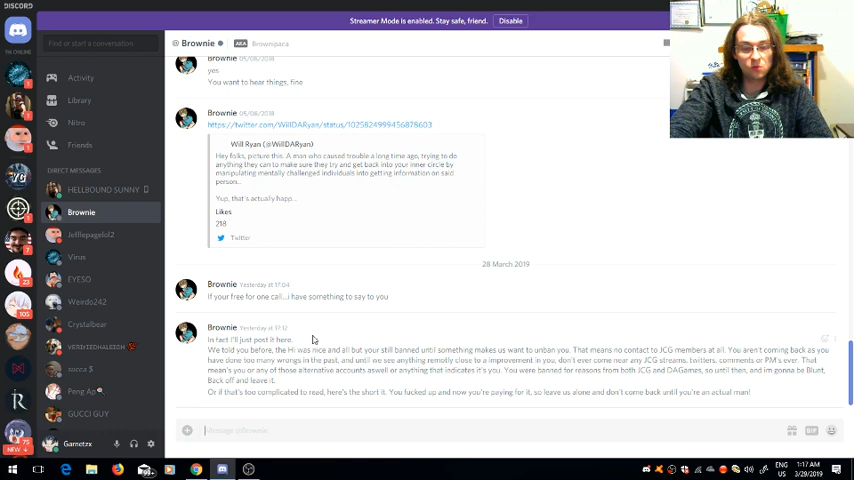 DISCORD
Streamer Mode is enabled. Stay safe, friend.
Disable
Find or start a conversation
@ Brownie
AKA
Brownipaca
Activity
Library
Nitro
Friends
DIRECT MESSAGES
HELLBOUND SUNNY
Brownie
Jeffiepagelol2
Virus
EYESO
Weirdo242
Crystalbear
VERIDIEDHALEIGH
succa $
Peng Ap
GUCCI GUY
Garnotzx
NEW
Brownie 05/08/2018
yes
You want to hear things, fine
Brownie 05/08/2018
https://twitter.com/WillDARyan/status/1025824999456878603
Will Ryan (@WillDARyan)
Hey folks, picture this. A man who caused trouble a long time ago, trying to do
anything they can to make sure they try and get back into your inner circle by
manipulating mentally challenged individuals into getting information on said
person...
Yup, that's actually happ...
Likes
218
Twitter
28 March 2019
Brownie Yesterday at 17:04
If your free for one call...i have something to say to you
Brownie Yesterday at 17:12
In fact I'll just post it here.
We told you before, the Hi was nice and all but your still banned until something makes us want to unban you. That means no contact to JCG members at all. You aren't coming back as you
have done too many wrongs in the past, and until we see anything remotly close to a improvement in you, don't ever come near any JCG streams, twitters, comments or PM's ever. That
mean's you or any of those alternative accounts aswell or anything that indicates it's you. You were banned for reasons from both JCG and DAGames, so until then, and im gonna be Blunt,
Back off and leave it.
Or if that's too complicated to read, here's the short it. You fucked up and now you're paying for it, so leave us alone and don't come back until you're an actual man!
Message @Brownie
GIF
ENG
US
1:17 AM
3/29/2019